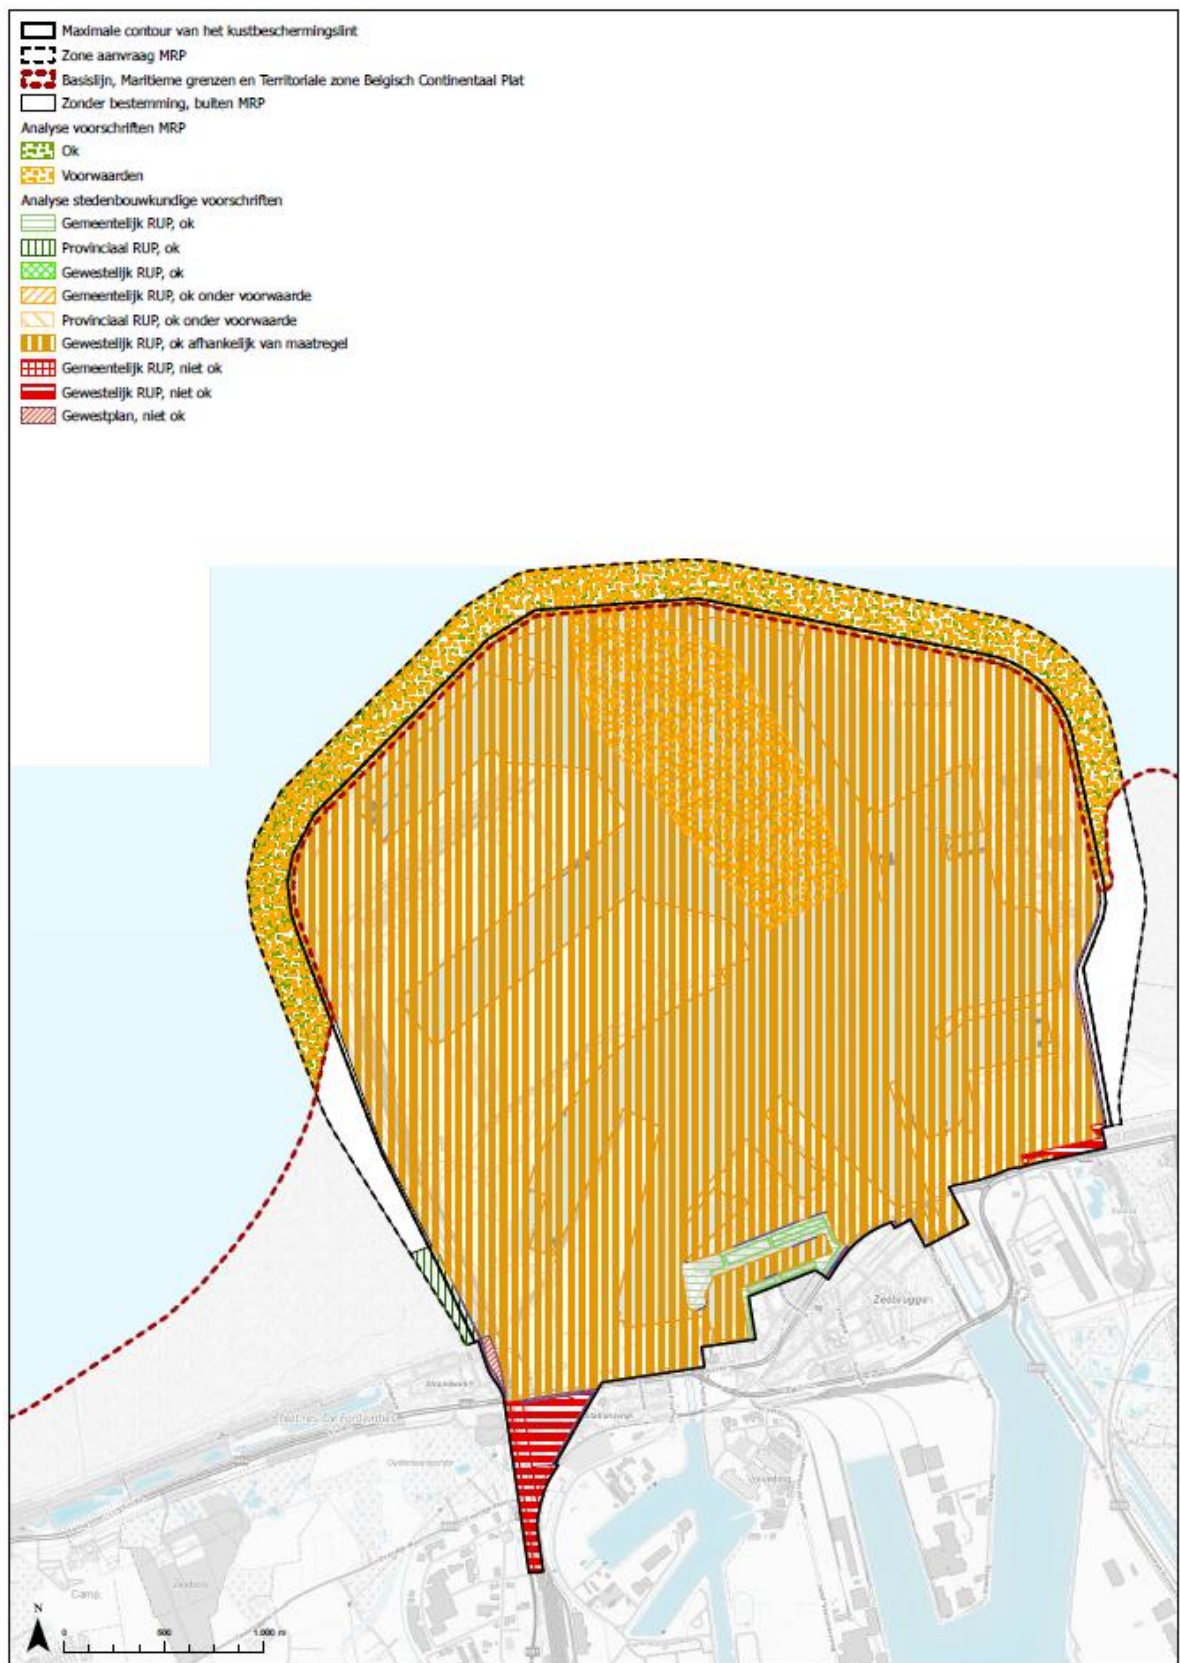 Maximale contour van het kustbeschermingslint
Zone aanvraag MRP
Basislijn, Maritieme grenzen en Territoriale zone Belgisch Continentaal Plat
Zonder bestemming, buiten MRP
Analyse voorschriften MRP
Ok
Voorwaarden
Analyse stedenbouwkundige voorschriften
Gemeentelijk RUP, ok
Provinciaal RUP, ok
Gewestelijk RUP, ok
Gemeentelijk RUP, ok onder voorwaarde
Provinciaal RUP, ok onder voorwaarde
Gewestelijk RUP, ok afhankelijk van maatregel
Gemeentelijk RUP, niet ok
Gewestelijk RUP, niet ok
Gewestplan, niet ok
Zeebrugge
Camp.
N
0 500 1.000 m